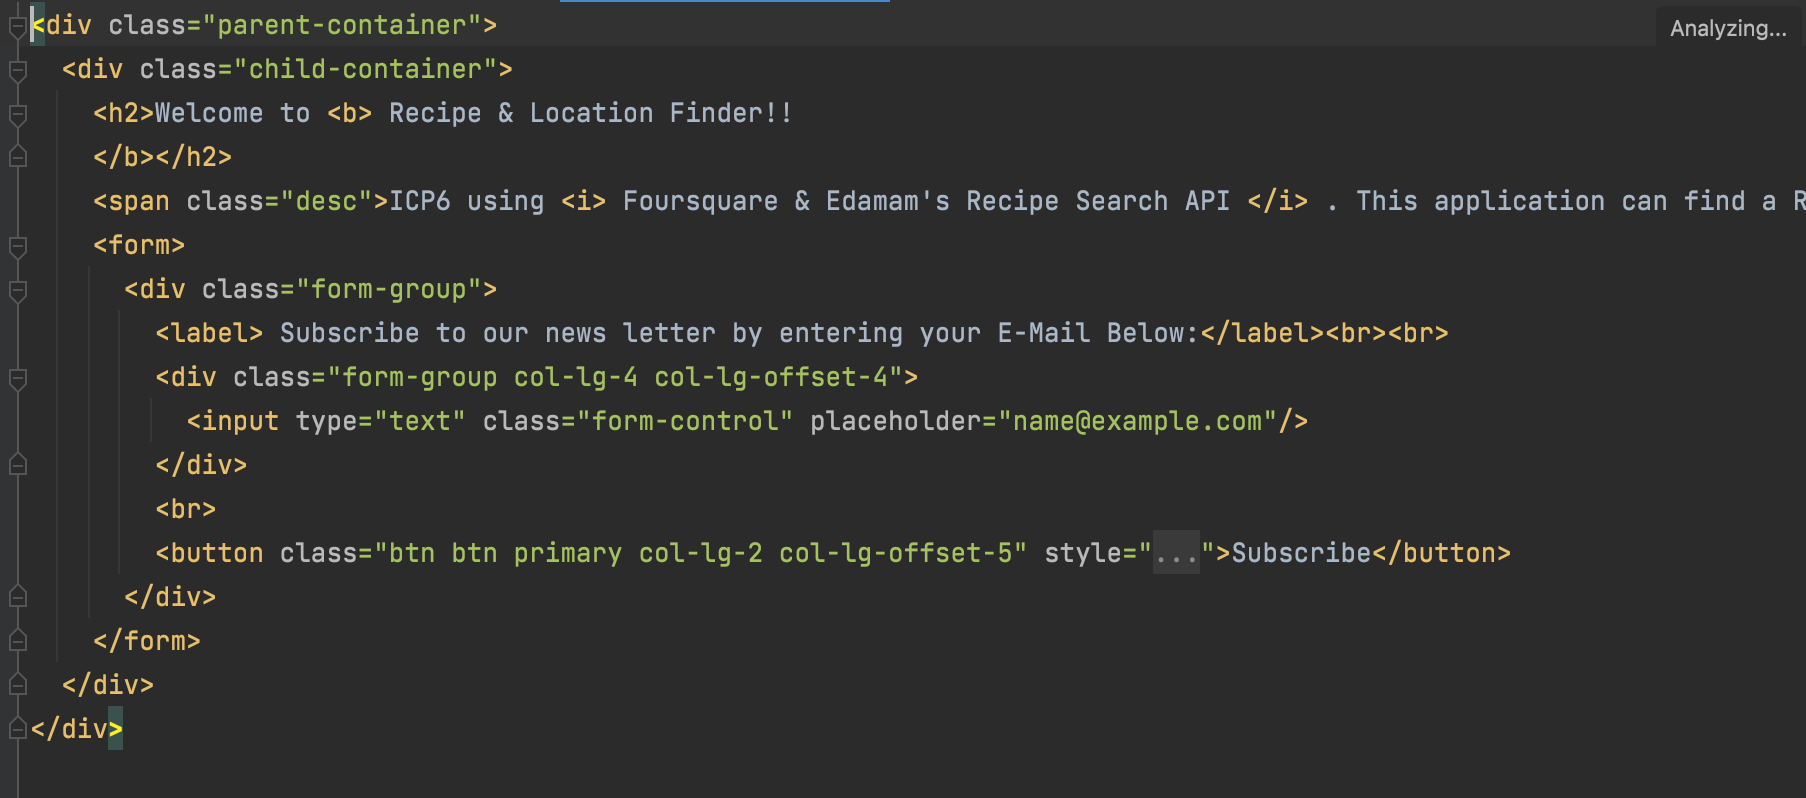 <div class="parent-container">
Analyzing...
<div class="child-container">
<h2>Welcome to <b> Recipe & Location Finder!!
</b></h2>
<span class="desc">ICP6 using <i> Foursquare & Edamam's Recipe Search API </i> . This application can find a
<form>
<div class="form-group">
<label> Subscribe to our news letter by entering your E-Mail Below:</label><br><br>
<div class="form-group col-lg-4 col-lg-offset-4">
<input type="text" class="form-control" placeholder="name@example.com"/>
</div>
<br>
<button class="btn btn primary col-lg-2 col-lg-offset-5" style="...">Subscribe</button>
</div>
</form>
</div>
</div>